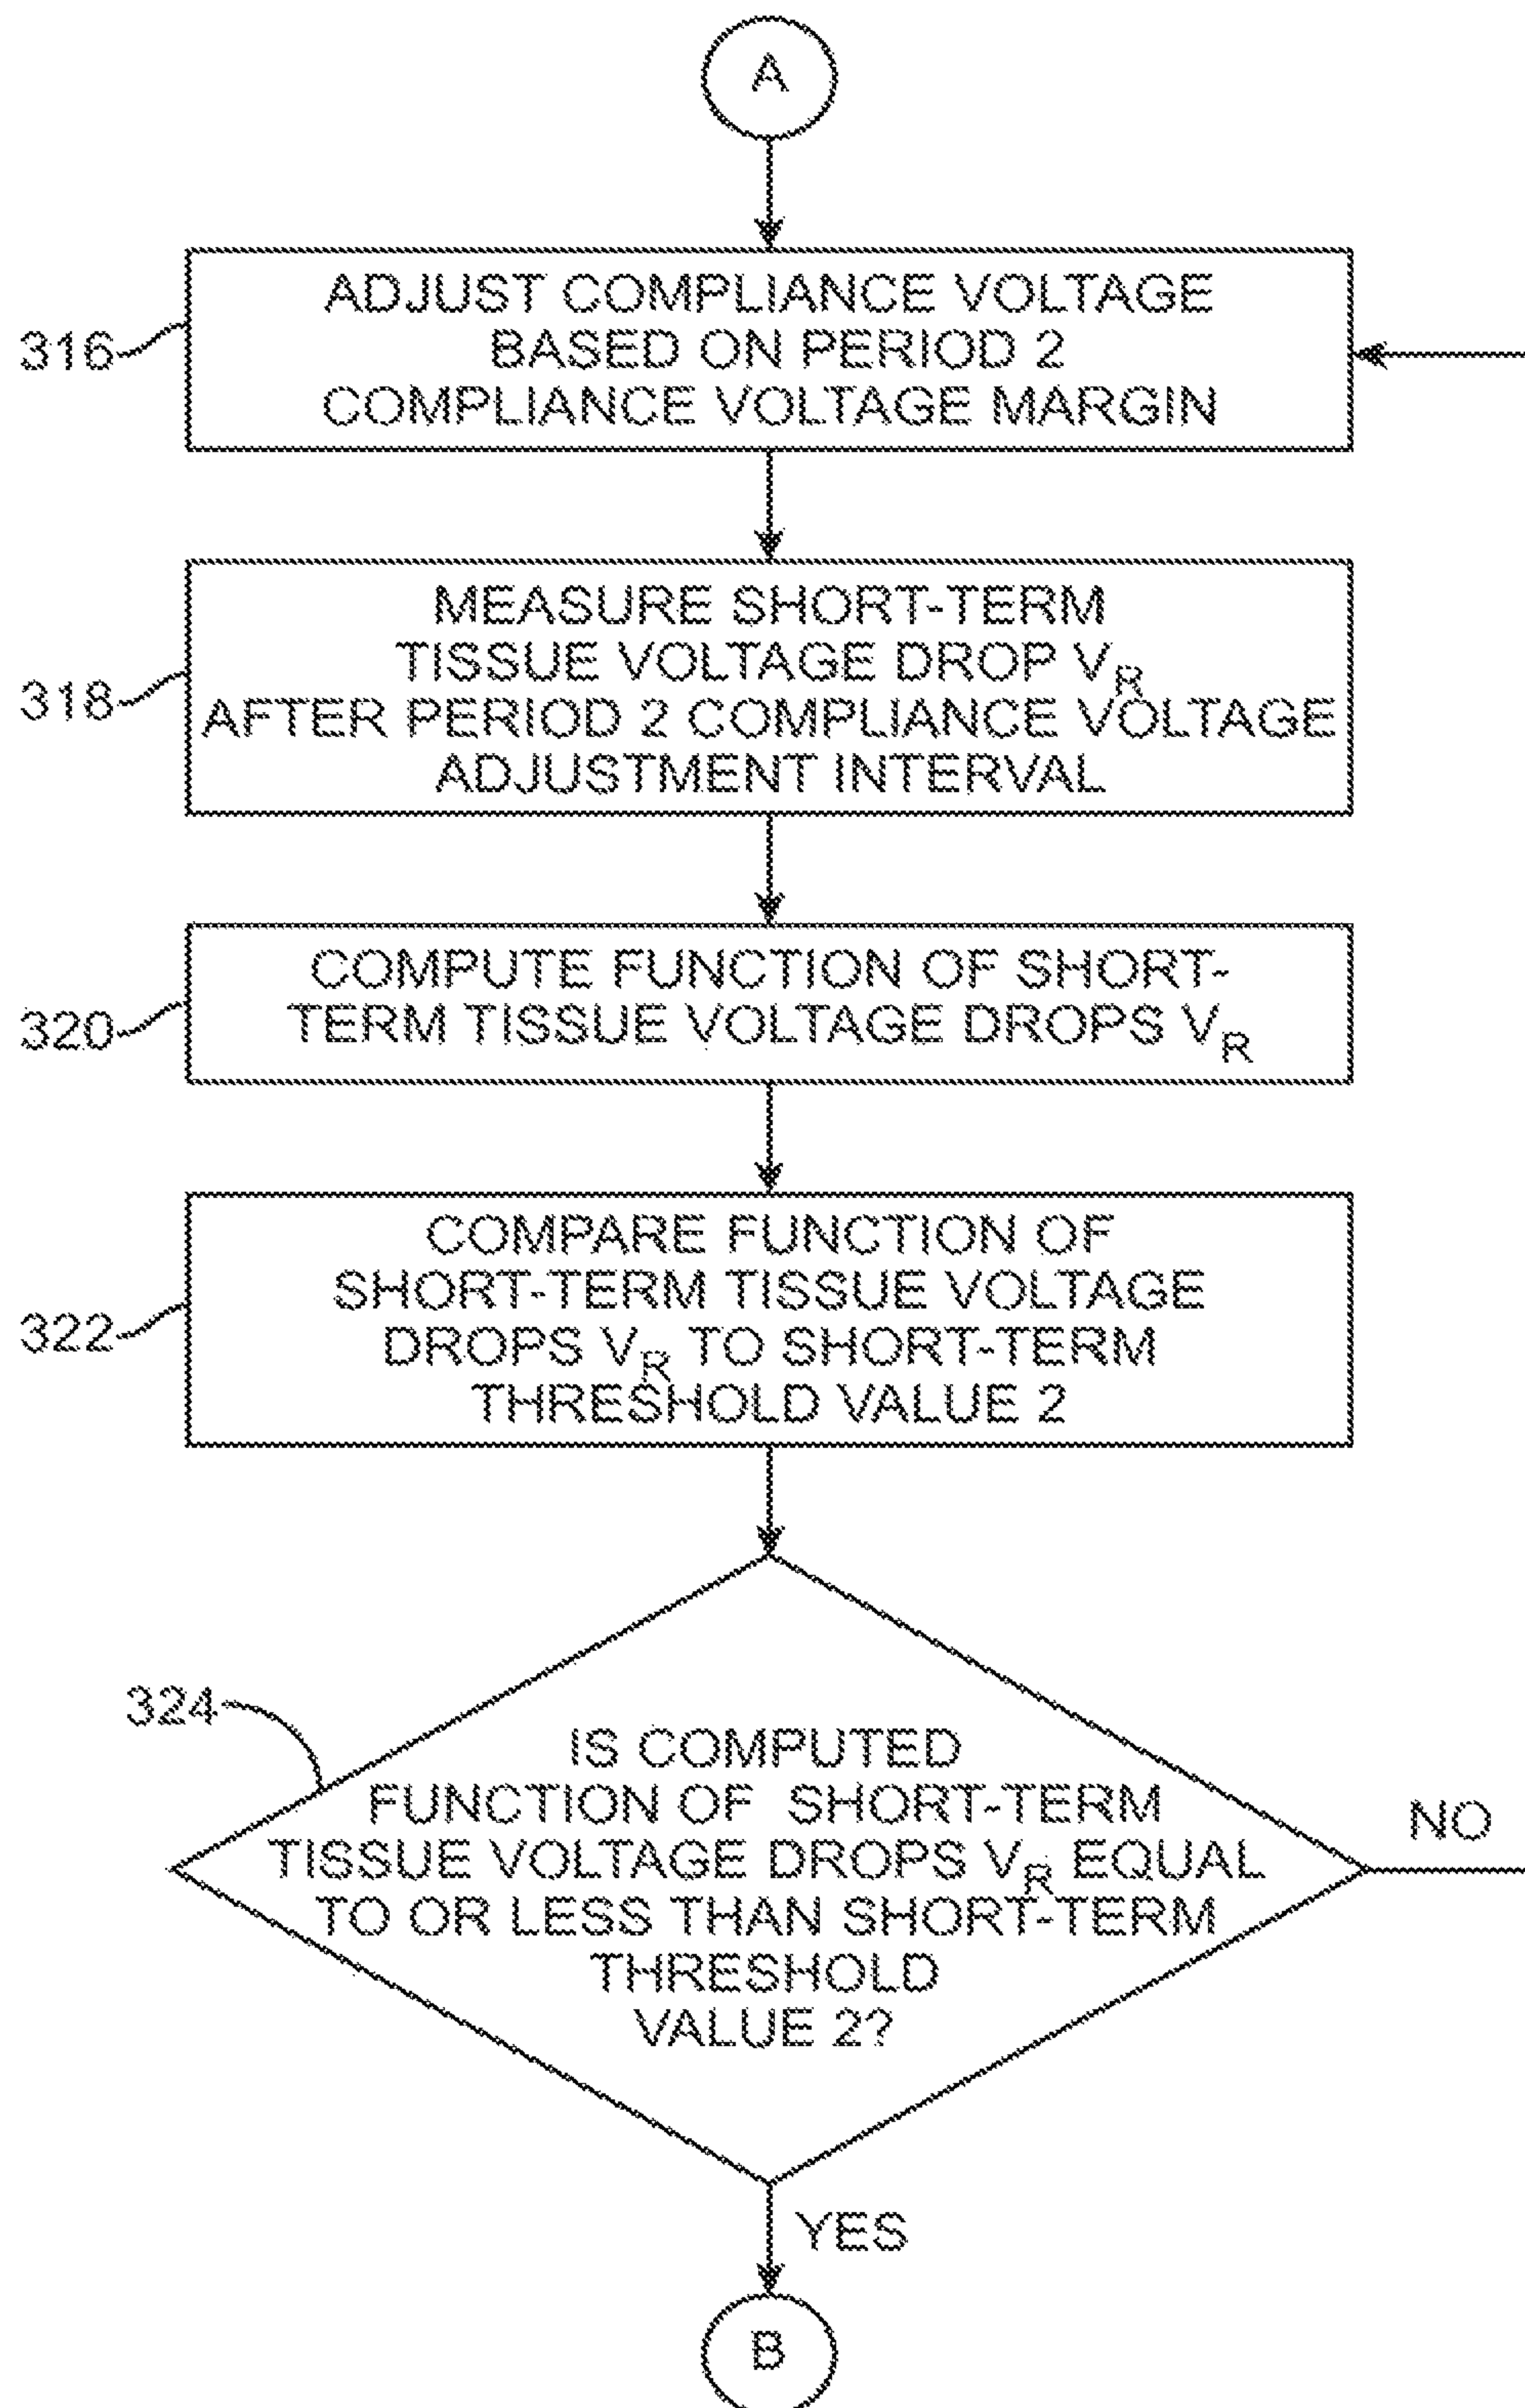 A
316
ADJUST COMPLIANCE VOLTAGE
BASED ON PERIOD 2
COMPLIANCE VOLTAGE MARGIN
318
MEASURE SHORT-TERM
TISSUE VOLTAGE DROP VR
AFTER PERIOD 2 COMPLIANCE VOLTAGE
ADJUSTMENT INTERVAL
320
COMPUTE FUNCTION OF SHORT-
TERM TISSUE VOLTAGE DROPS VR
322
COMPARE FUNCTION OF
SHORT-TERM TISSUE VOLTAGE
DROPS VR TO SHORT-TERM
THRESHOLD VALUE 2
324
IS COMPUTED
FUNCTION OF SHORT-TERM
TISSUE VOLTAGE DROPS VR EQUAL
TO OR LESS THAN SHORT-TERM
THRESHOLD
VALUE 2?
NO
YES
B